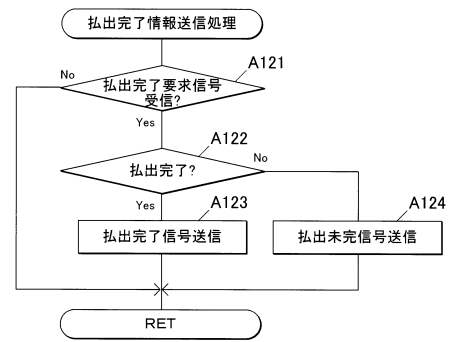 払出完了情報送信処理
A121
No
払出完了要求信号
受信?
Yes
A122
払出完了?
No
Yes
A123
A124
払出完了信号送信
払出未完信号送信
RET